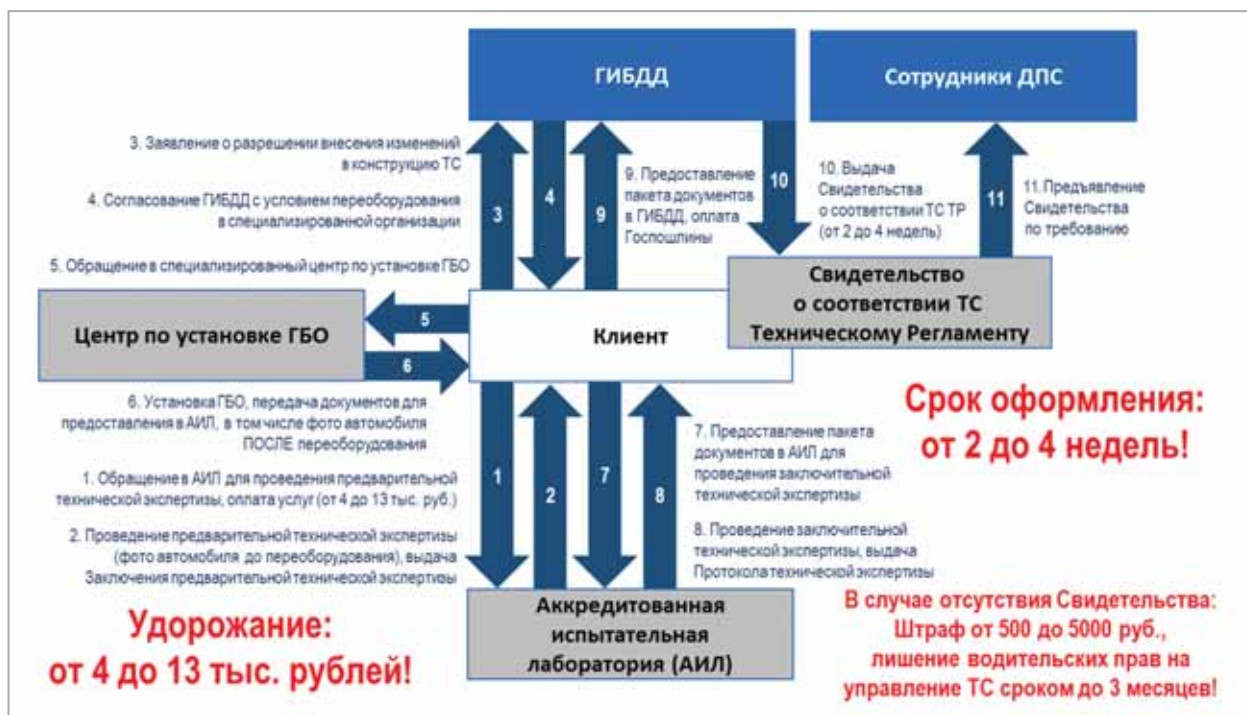 ГИБДД
Сотрудники ДПС
3. Заявление о разрешении внесения изменений
в конструкцию ТС
4. Согласование ГИБДД с условием переоборудования
в специализированной организации
5. Обращение в специализированный центр по установке ГБО
3
4
9
9. Предоставление
пакета документов
в ГИБДД, оплата
Госпошлины
10
10. Выдача
Свидетельства
о соответствии ТС ТР
(от 2 до 4 недель)
11
11. Предъявление
Свидетельства
по требованию
Центр по установке ГБО
5
6
Клиент
Свидетельство
о соответствии ТС
Техническому Регламенту
6. Установка ГБО, передача документов для
предоставления в АИЛ, в том числе фото автомобиля
ПОСЛЕ переоборудования
1. Обращение в АИЛ для проведения предварительной
технической экспертизы, оплата услуг (от 4 до 13 тыс. руб.)
2. Проведение предварительной технической экспертизы
(фото автомобиля до переоборудования), выдача
Заключения предварительной технической экспертизы
1
2
7
8
7. Предоставление пакета
документов в АИЛ для
проведения заключительной
технической экспертизы
8. Проведение заключительной
технической экспертизы, выдача
Протокола технической экспертизы
Срок оформления:
от 2 до 4 недель!
Удорожание:
от 4 до 13 тыс. рублей!
Аккредитованная
испытательная
лаборатория (АИЛ)
В случае отсутствия Свидетельства:
Штраф от 500 до 5000 руб.,
лишение водительских прав на
управление ТС сроком до 3 месяцев!